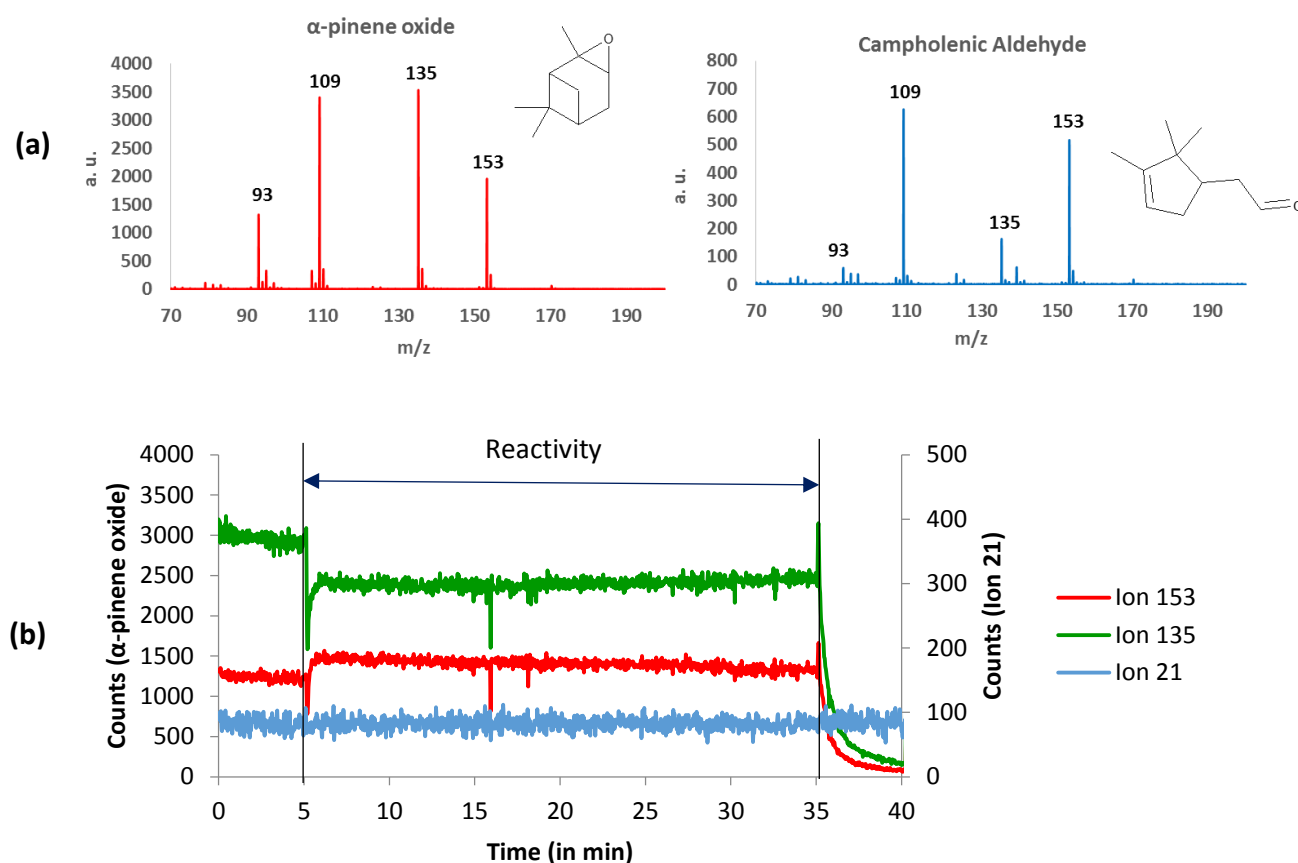 (a)
α-pinene oxide
a. u.
4000
3500
3000
2500
2000
1500
1000
500
0
93
109
135
153
O
70 90 110 130 150 170 190
m/z
Campholenic Aldehyde
a. u.
800
700
600
500
400
300
200
100
0
93
109
135
153
O
70 90 110 130 150 170 190
m/z
(b)
Counts (α-pinene oxide)
4000
3500
3000
2500
2000
1500
1000
500
0
Reactivity
500
400
300
200
100
0
Counts (Ion 21)
0 5 10 15 20 25 30 35 40
Time (in min)
Ion 153
Ion 135
Ion 21